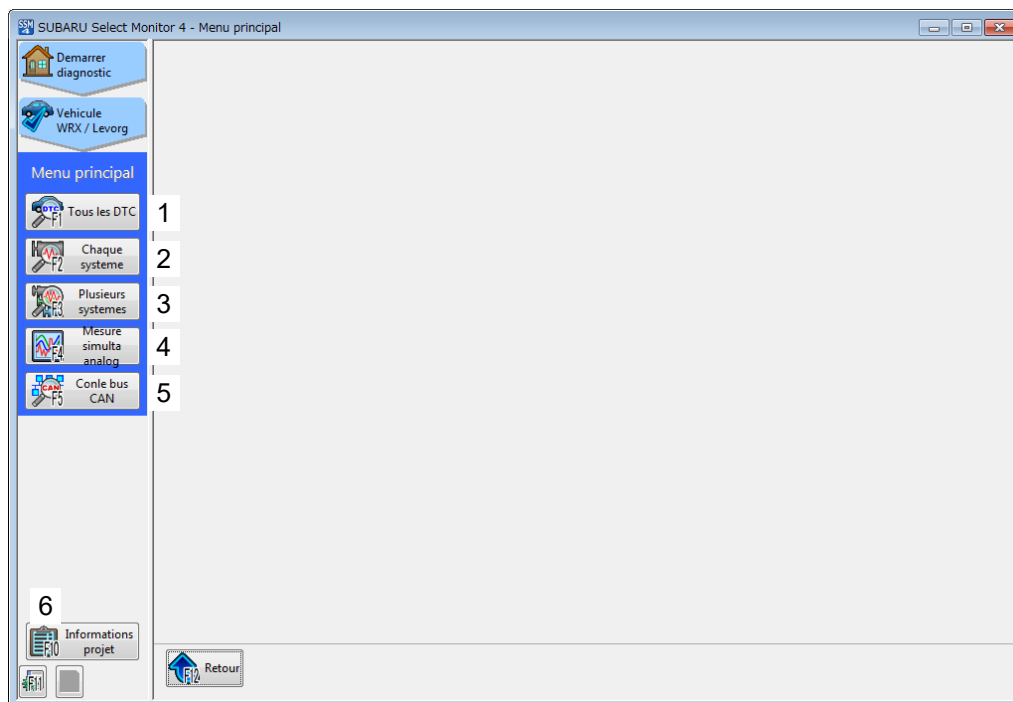 SSM4 SUBARU Select Monitor 4 - Menu principal
Demarrer
diagnostic
Vehicule
WRX / Levorg
Menu principal
DTC F1 Tous les DTC 1
F2 Chaque
systeme 2
F3 Plusieurs
systemes 3
F4 Mesure
simulta
analog 4
CAN F5 Conle bus
CAN 5
6
F10 Informations
projet
F11
F12 Retour